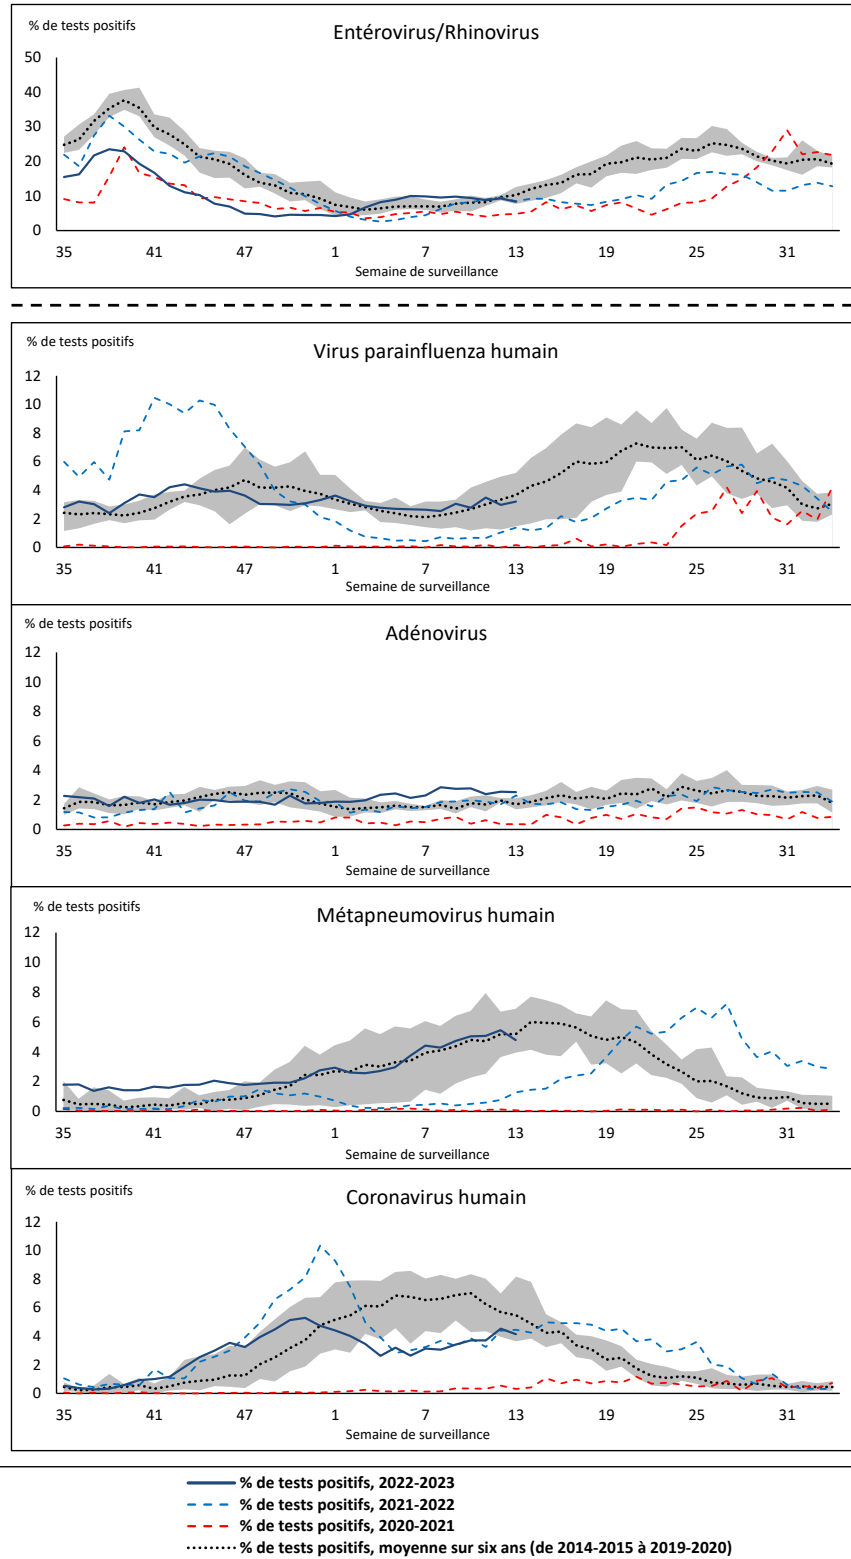 % de tests positifs
Entérovirus/Rhinovirus
50
40
30
20
10
0
35 41 47 1 7 13 19 25 31
Semaine de surveillance
% de tests positifs
Virus parainfluenza humain
12
10
8
6
4
2
0
35 41 47 1 7 13 19 25 31
Semaine de surveillance
% de tests positifs
Adénovirus
12
10
8
6
4
2
0
35 41 47 1 7 13 19 25 31
Semaine de surveillance
% de tests positifs
Métapneumovirus humain
12
10
8
6
4
2
0
35 41 47 1 7 13 19 25 31
Semaine de surveillance
% de tests positifs
Coronavirus humain
12
10
8
6
4
2
0
35 41 47 1 7 13 19 25 31
Semaine de surveillance
% de tests positifs, 2022-2023
% de tests positifs, 2021-2022
% de tests positifs, 2020-2021
% de tests positifs, moyenne sur six ans (de 2014-2015 à 2019-2020)